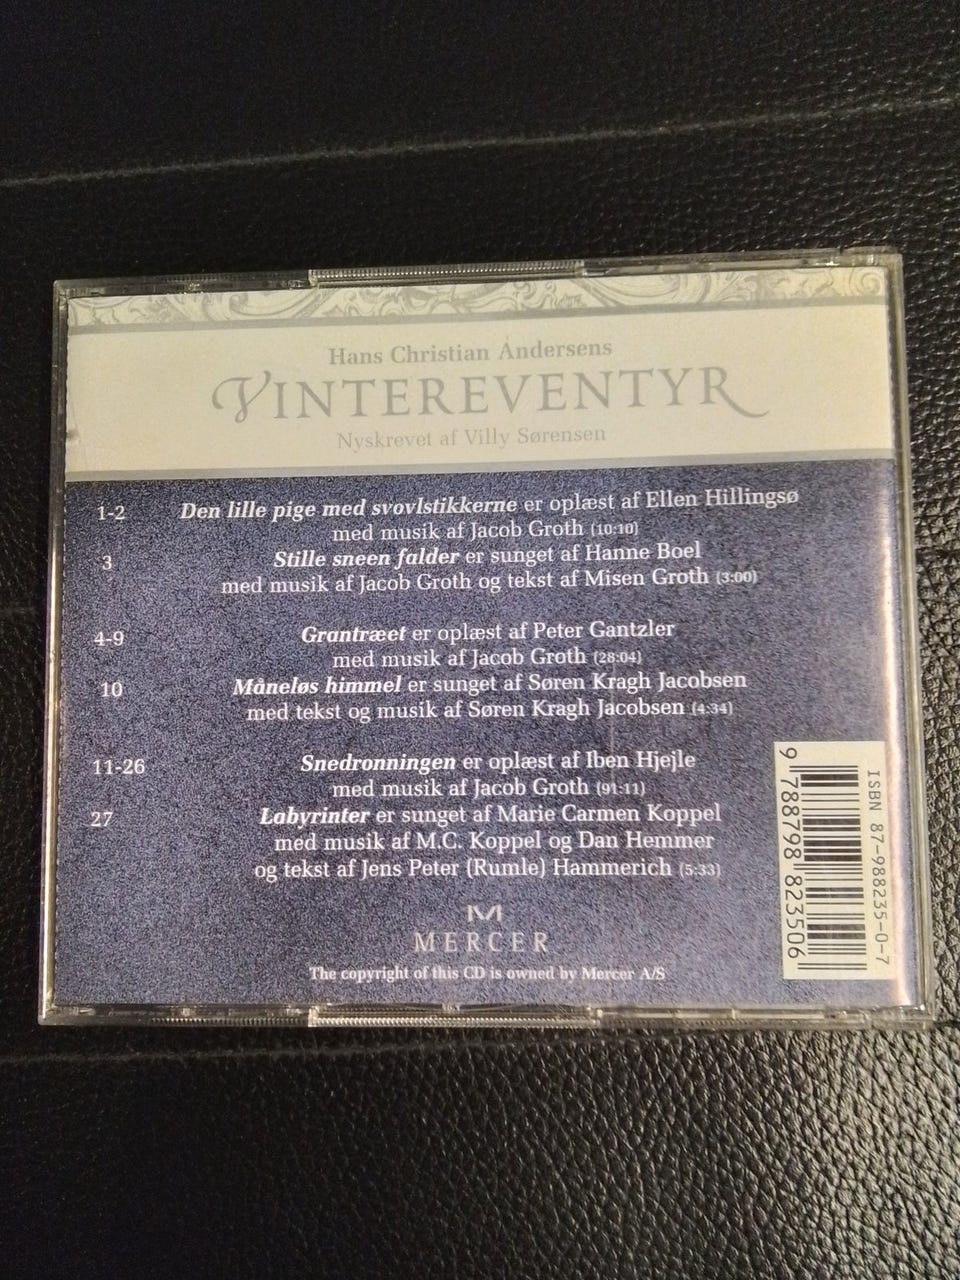 Hans Christian Andersens
VINTEREVENTYR
Nyskrevet af Villy Sørensen
1-2 Den lille pige med svovlstikkerne er oplæst af Ellen Hillingsø
med musik af Jacob Groth (10:10)
3 Stille sneen falder er sunget af Hanne Boel
med musik af Jacob Groth og tekst af Misen Groth (3:00)
4-9 Grantræet er oplæst af Peter Gantzler
med musik af Jacob Groth (28:04)
10 Måneløs himmel er sunget af Søren Kragh Jacobsen
med tekst og musik af Søren Kragh Jacobsen (4:34)
11-26 Snedronningen er oplæst af Iben Hjejle
med musik af Jacob Groth (91:11)
27 Labyrinter er sunget af Marie Carmen Koppel
med musik af M.C. Koppel og Dan Hemmer
og tekst af Jens Peter (Rumle) Hammerich (5:33)
MERCER
The copyright of this CD is owned by Mercer A/S
ISBN 87-988235-0-7
9 788798 823506